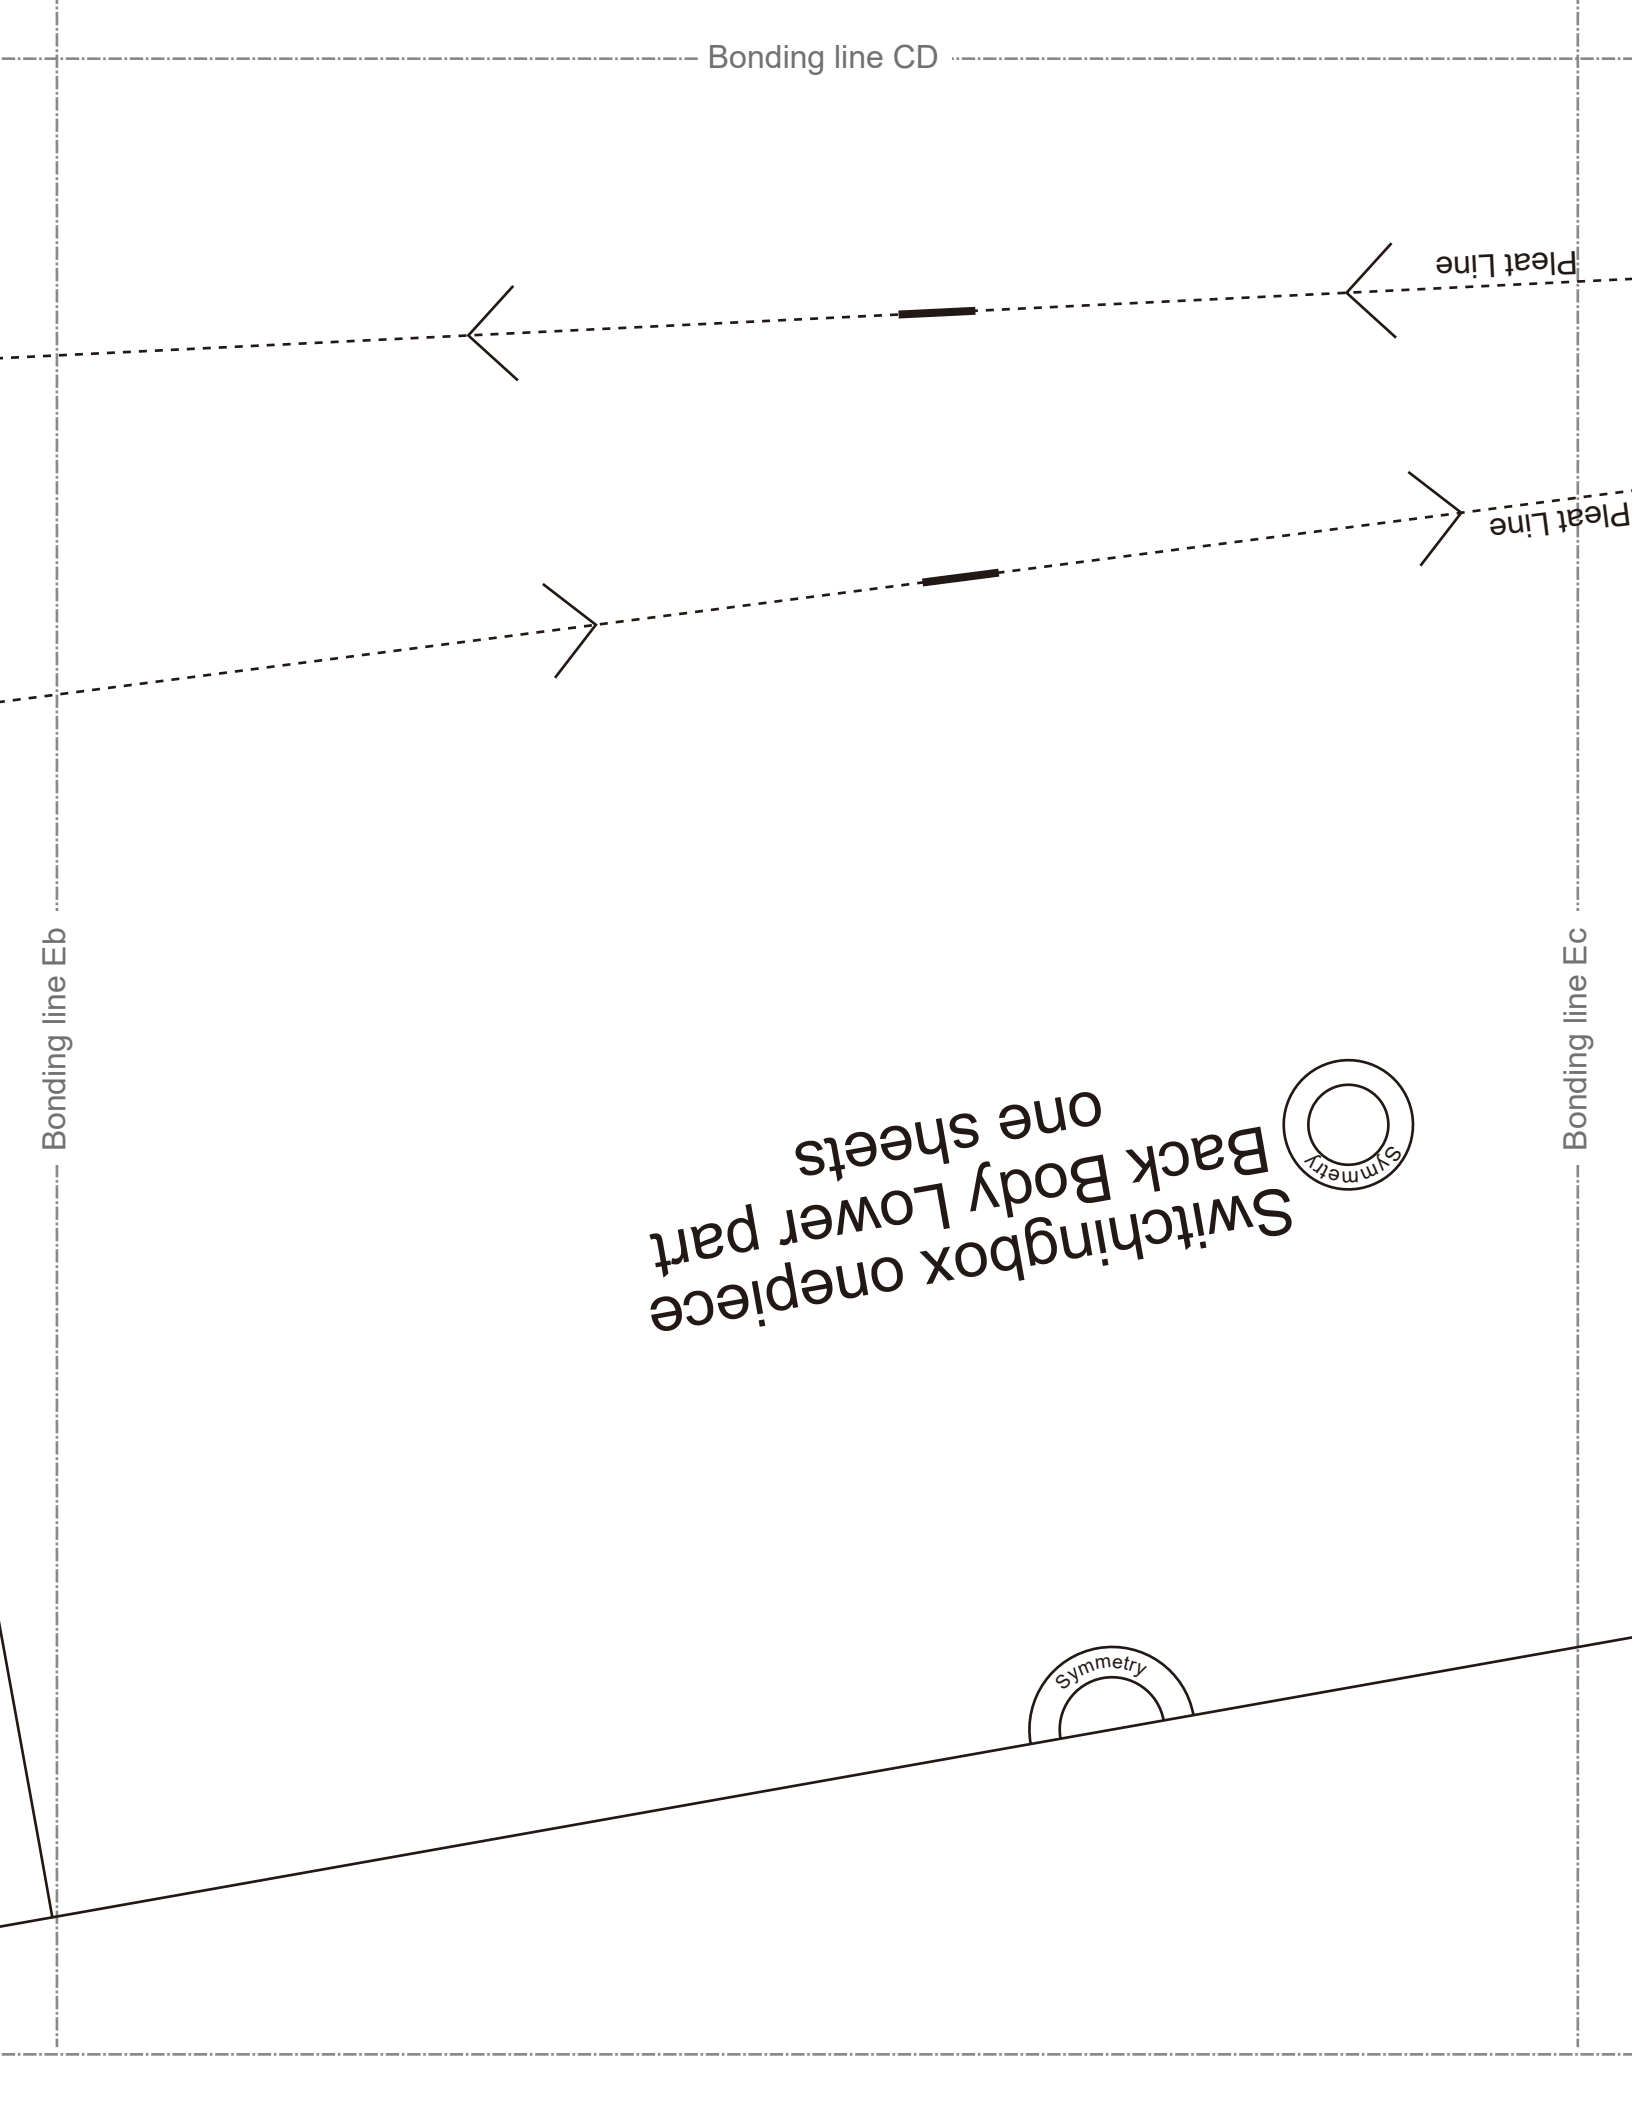 Bonding line CD
Pleat Line
Pleat Line
Bonding line Eb
Bonding line Ec
Switchingbox onepiece
Back Body Lower part
one sheets
Symmetry
Symmetry